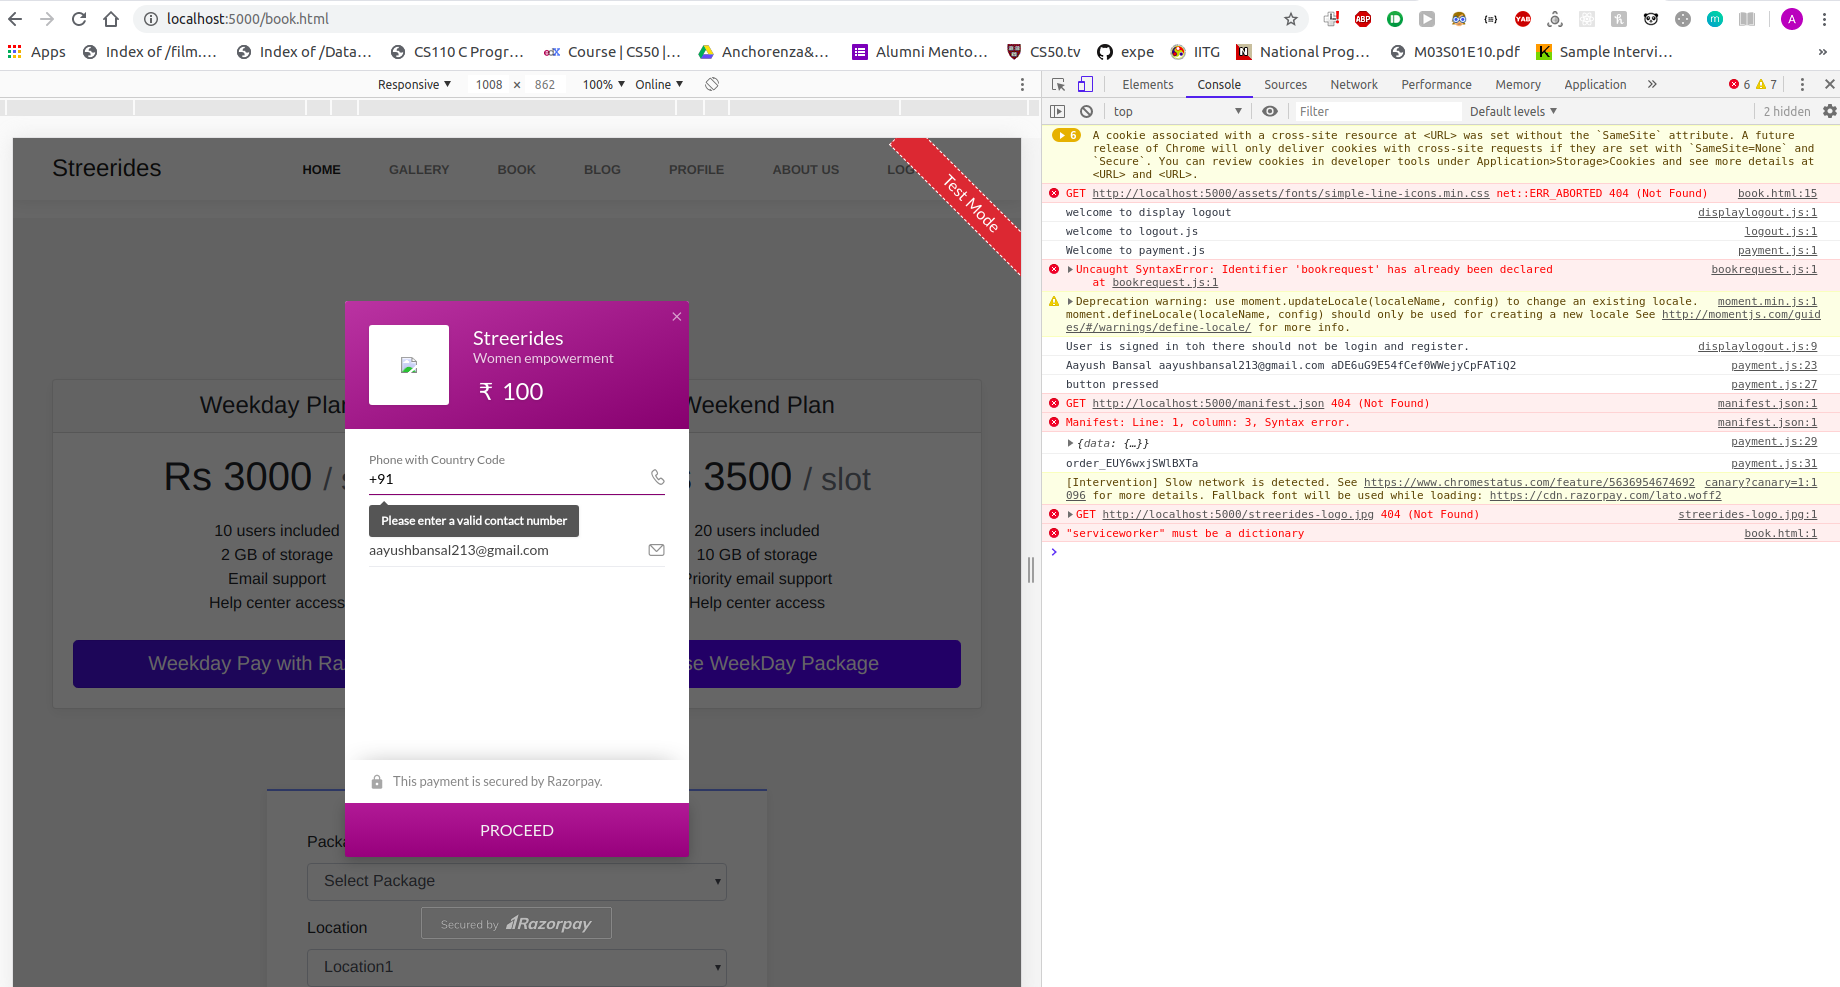 localhost:5000/book.html
ABP
YAB
A
Apps
Index of /film....
Index of /Data...
CS110 C Progr...
edX Course | CS50 |...
Anchorenza&...
Alumni Mento...
CS50.tv
expe
IITG
National Prog...
M03S01E10.pdf
Sample Intervi...
»
Responsive ▼ 1008 × 862 100% ▼ Online ▼
Elements Console Sources Network Performance Memory Application » 6 7
top ▼ Filter Default levels ▼ 2 hidden
Streerides
HOME GALLERY BOOK BLOG PROFILE ABOUT US LOG
Test Mode
Streerides
Women empowerment
₹ 100
×
Weekday Plan
Weekend Plan
Rs 3000 / s
3500 / slot
10 users included
2 GB of storage
Email support
Help center access
20 users included
10 GB of storage
Priority email support
Help center access
Weekday Pay with Ra
se WeekDay Package
Phone with Country Code
+91
Please enter a valid contact number
aayushbansal213@gmail.com
This payment is secured by Razorpay.
PROCEED
Packa
Select Package
Secured by Razorpay
Location
Location1
6 A cookie associated with a cross-site resource at <URL> was set without the `SameSite` attribute. A future
release of Chrome will only deliver cookies with cross-site requests if they are set with `SameSite=None` and
`Secure`. You can review cookies in developer tools under Application>Storage>Cookies and see more details at
<URL> and <URL>.
GET http://localhost:5000/assets/fonts/simple-line-icons.min.css net::ERR_ABORTED 404 (Not Found) book.html:15
welcome to display logout displaylogout.js:1
welcome to logout.js logout.js:1
Welcome to payment.js payment.js:1
Uncaught SyntaxError: Identifier 'bookrequest' has already been declared bookrequest.js:1
at bookrequest.js:1
Deprecation warning: use moment.updateLocale(localeName, config) to change an existing locale. moment.min.js:1
moment.defineLocale(localeName, config) should only be used for creating a new locale See http://momentjs.com/guid
es/#/warnings/define-locale/ for more info.
User is signed in toh there should not be login and register. displaylogout.js:9
Aayush Bansal aayushbansal213@gmail.com aDE6uG9E54fCef0WWejyCpFATiQ2 payment.js:23
button pressed payment.js:27
GET http://localhost:5000/manifest.json 404 (Not Found) manifest.json:1
Manifest: Line: 1, column: 3, Syntax error. manifest.json:1
{data: {…}} payment.js:29
order_EUY6wxjSWlBXTa payment.js:31
[Intervention] Slow network is detected. See https://www.chromestatus.com/feature/5636954674692 canary?canary=1:1
096 for more details. Fallback font will be used while loading: https://cdn.razorpay.com/lato.woff2
GET http://localhost:5000/streerides-logo.jpg 404 (Not Found) streerides-logo.jpg:1
"serviceworker" must be a dictionary book.html:1